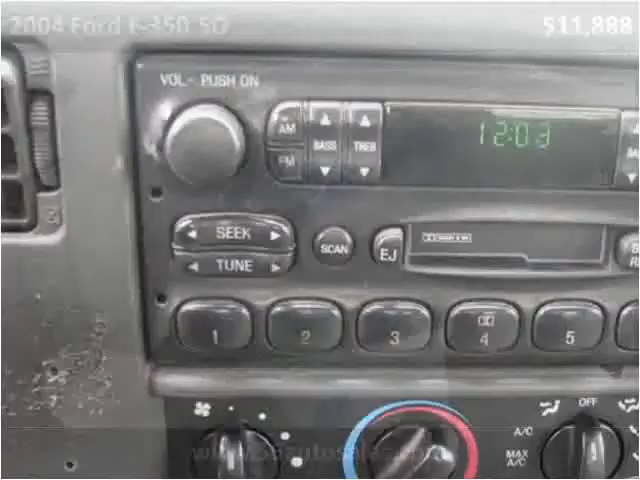 2004 Ford E-350 SD $11,888
VOL - PUSH ON
AM BASS TREB 12:03 BA
FM
SEEK
TUNE
SCAN
EJ
1 2 3 4 5
OFF
A/C
MAX A/C